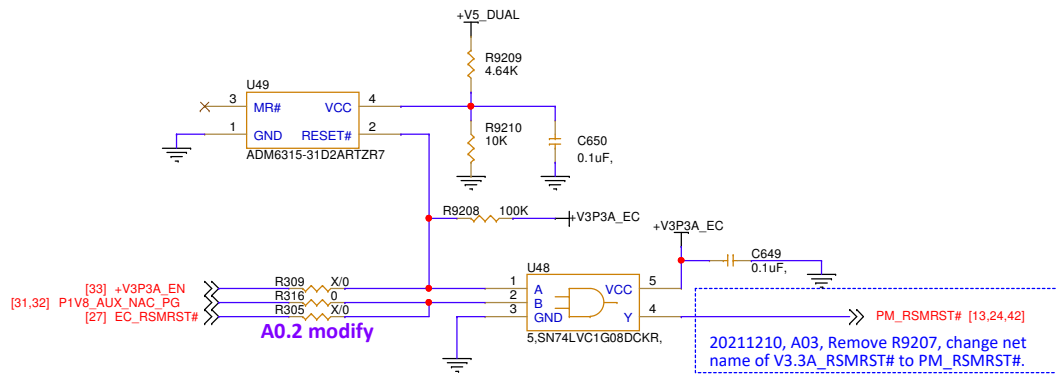 +V5_DUAL
R9209
4.64K
U49
3 MR# VCC 4
1 GND RESET# 2
ADM6315-31D2ARTZR7
R9210
10K
C650
0.1uF,
R9208 100K +V3P3A_EC
+V3P3A_EC
C649
0.1uF,
U48
[33] +V3P3A_EN R309 X/0 1 A VCC 5
[31,32] P1V8_AUX_NAC_PG R316 0 2 B
[27] EC_RSMRST# R305 X/0 3 GND Y 4 PM_RSMRST# [13,24,42]
A0.2 modify
5,SN74LVC1G08DCKR,
20211210, A03, Remove R9207, change net
name of V3.3A_RSMRST# to PM_RSMRST#.